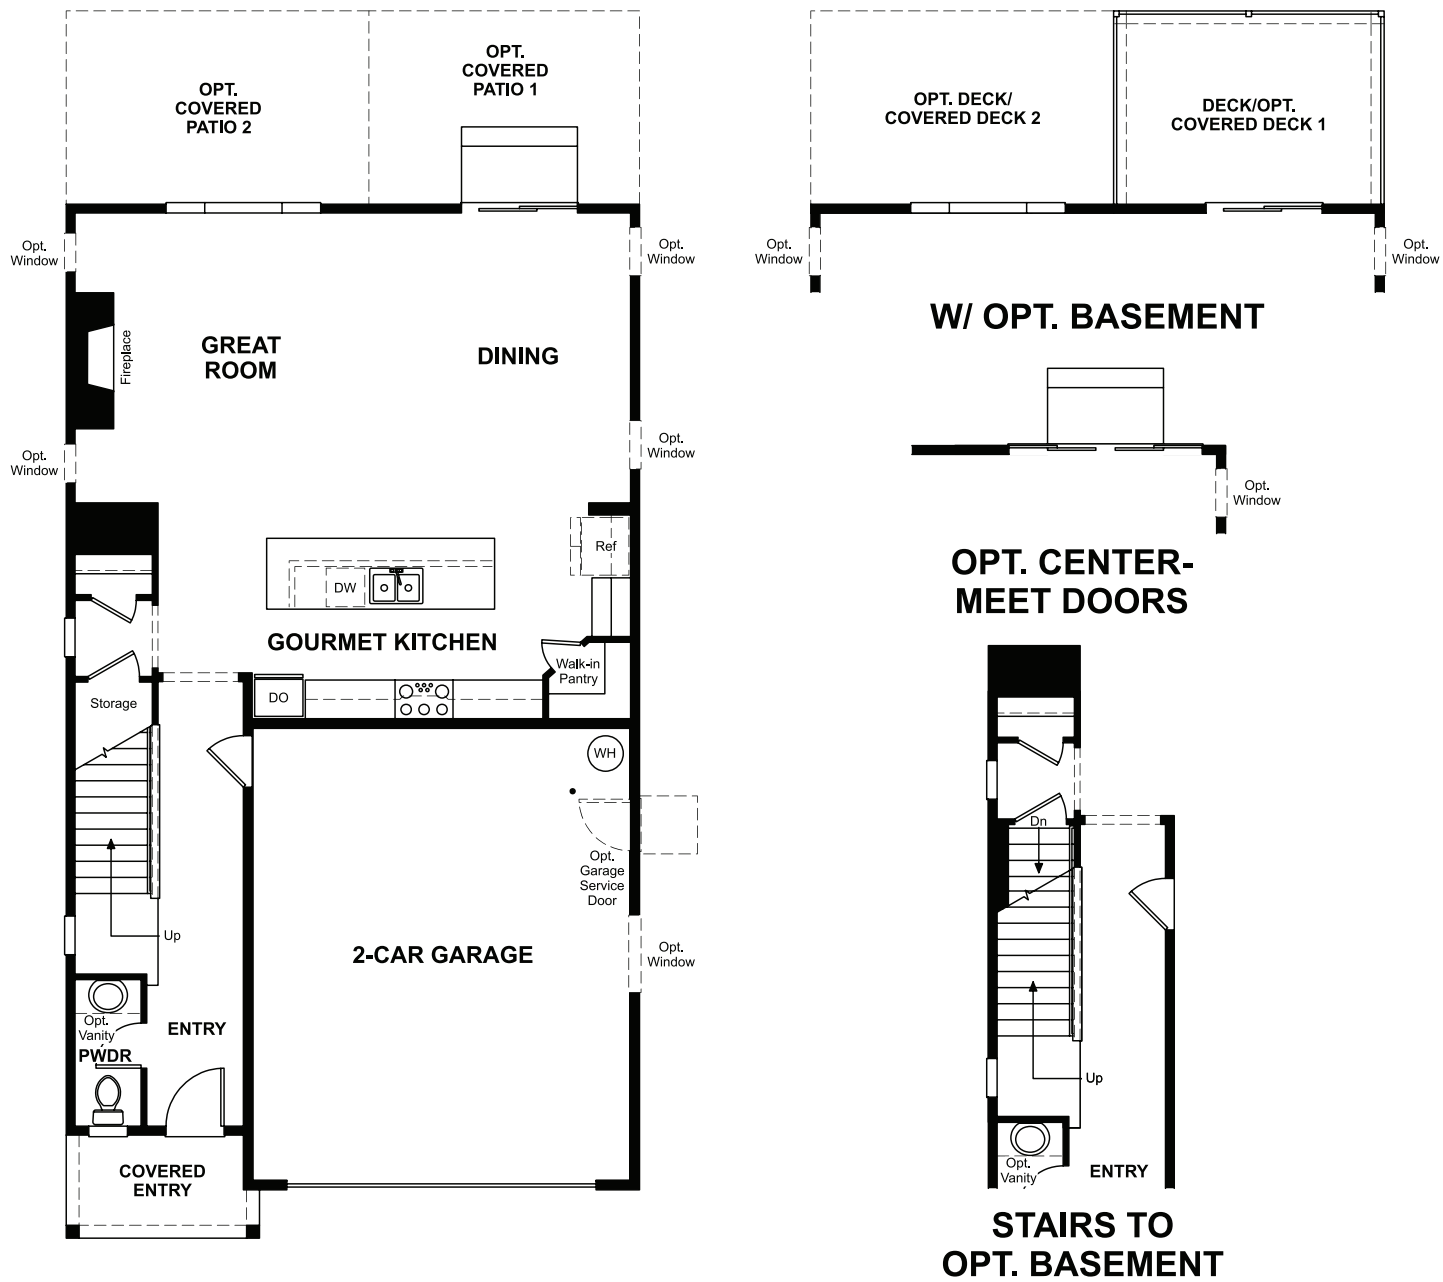 OPT.
COVERED
PATIO 1
OPT.
COVERED
PATIO 2
Opt.
Window
Opt.
Window
GREAT
ROOM
DINING
Fireplace
Opt.
Window
Opt.
Window
Ref
DW
GOURMET KITCHEN
Walk-in
Pantry
DO
Storage
WH
Opt.
Garage
Service
Door
Up
2-CAR GARAGE
Opt.
Window
Opt.
Vanity
PWDR
ENTRY
COVERED
ENTRY
OPT. DECK/
COVERED DECK 2
DECK/OPT.
COVERED DECK 1
Opt.
Window
Opt.
Window
W/ OPT. BASEMENT
Opt.
Window
OPT. CENTER-
MEET DOORS
Dn
Up
Opt.
Vanity
ENTRY
STAIRS TO
OPT. BASEMENT